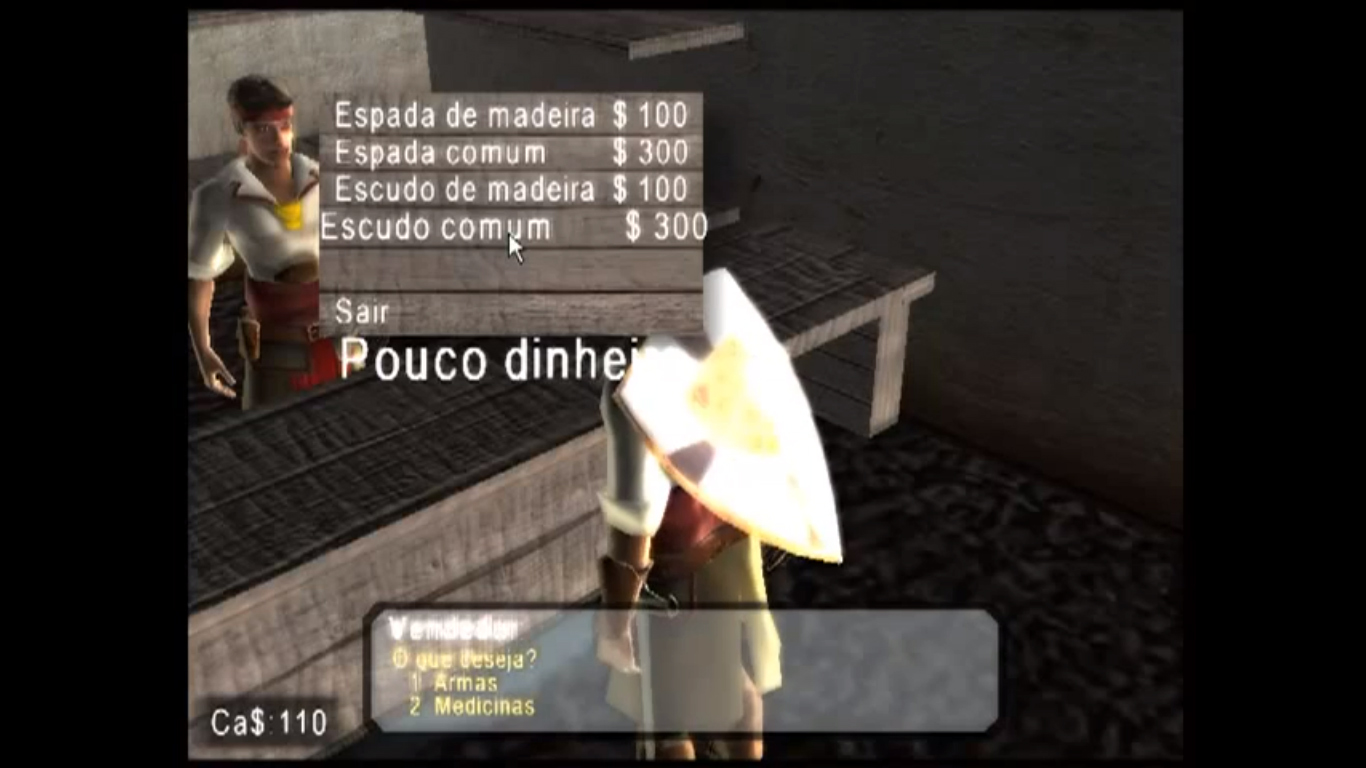 Espada de madeira $ 100
Espada comum $ 300
Escudo de madeira $ 100
Escudo comum $ 300
Sair
Pouco
Vendedor
O que deseja?
1 Armas
2 Medicinas
Ca$:110